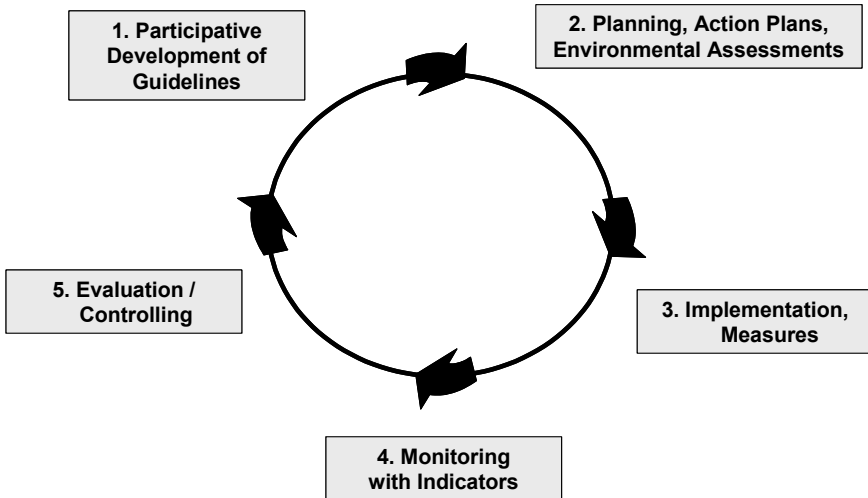 1. Participative
Development of
Guidelines
2. Planning, Action Plans,
Environmental Assessments
3. Implementation,
Measures
4. Monitoring
with Indicators
5. Evaluation /
Controlling